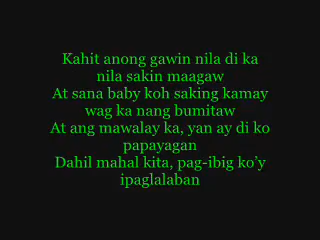 Kahit anong gawin nila di ka
nila sakin maagaw
At sana baby koh saking kamay
wag ka nang bumitaw
At ang mawalay ka, yan ay di ko
papayagan
Dahil mahal kita, pag-ibig ko’y
ipaglalaban